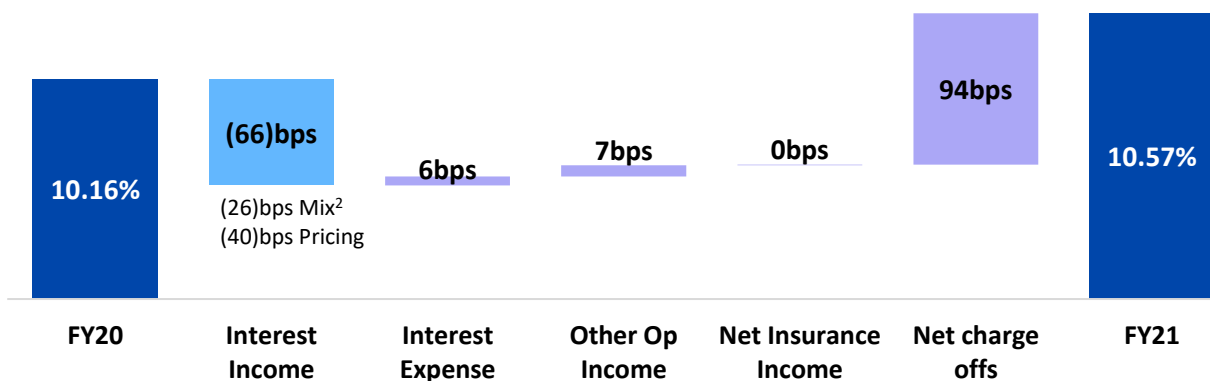 10.16%
(66)bps
(26)bps Mix²
(40)bps Pricing
6bps
7bps
0bps
94bps
10.57%
FY20
Interest
Income
Interest
Expense
Other Op
Income
Net Insurance
Income
Net charge
offs
FY21